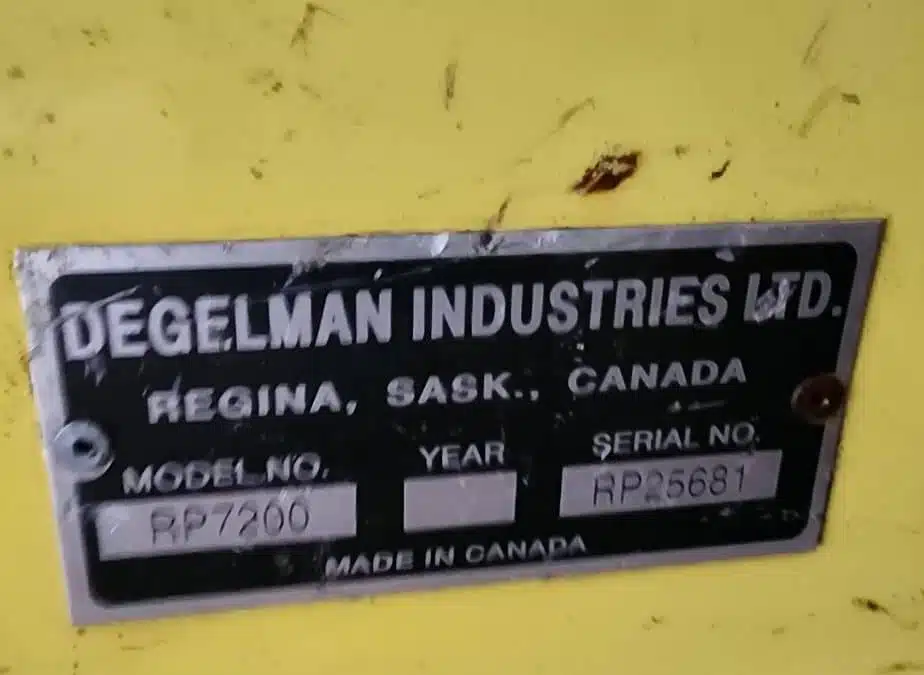 DEGELMAN INDUSTRIES LTD.
REGINA, SASK., CANADA
MODEL NO. YEAR SERIAL NO.
RP7200 RP25681
MADE IN CANADA